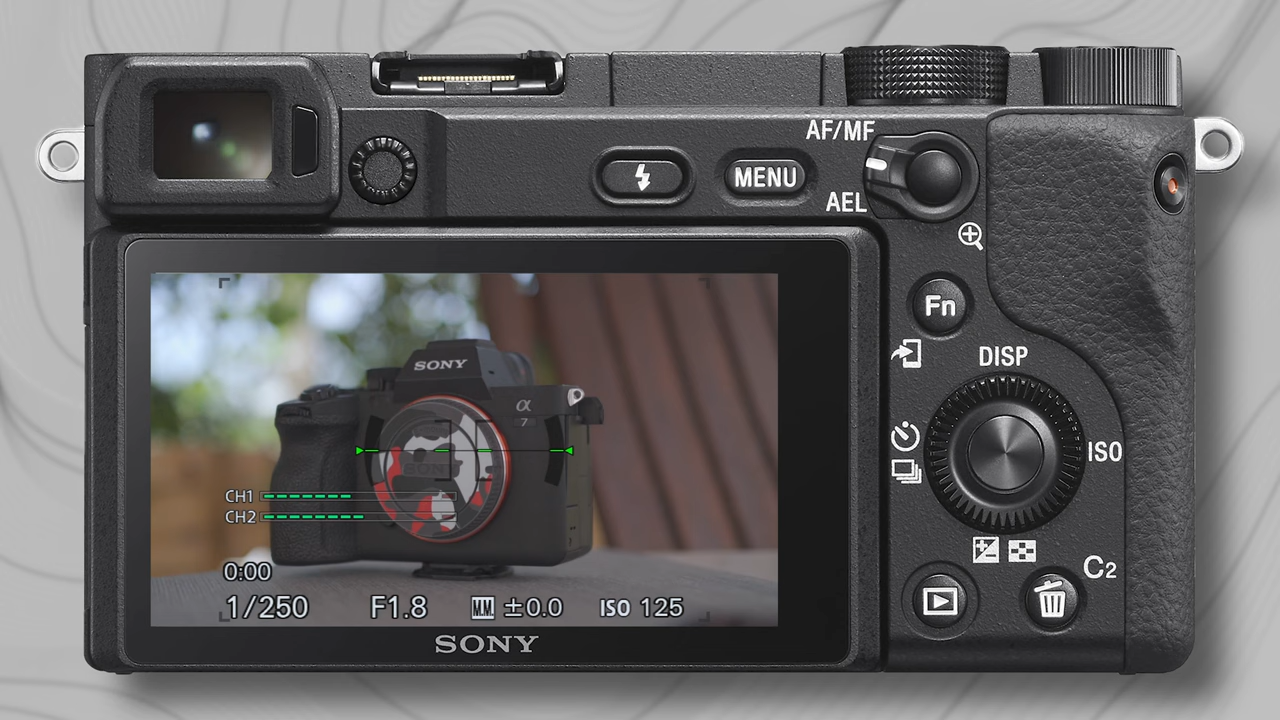 AF/MF
MENU
AEL
Fn
DISP
ISO
C2
SONY
α
7
SONY
CH1
CH2
0:00
1/250 F1.8 M.M. ±0.0 ISO 125
SONY